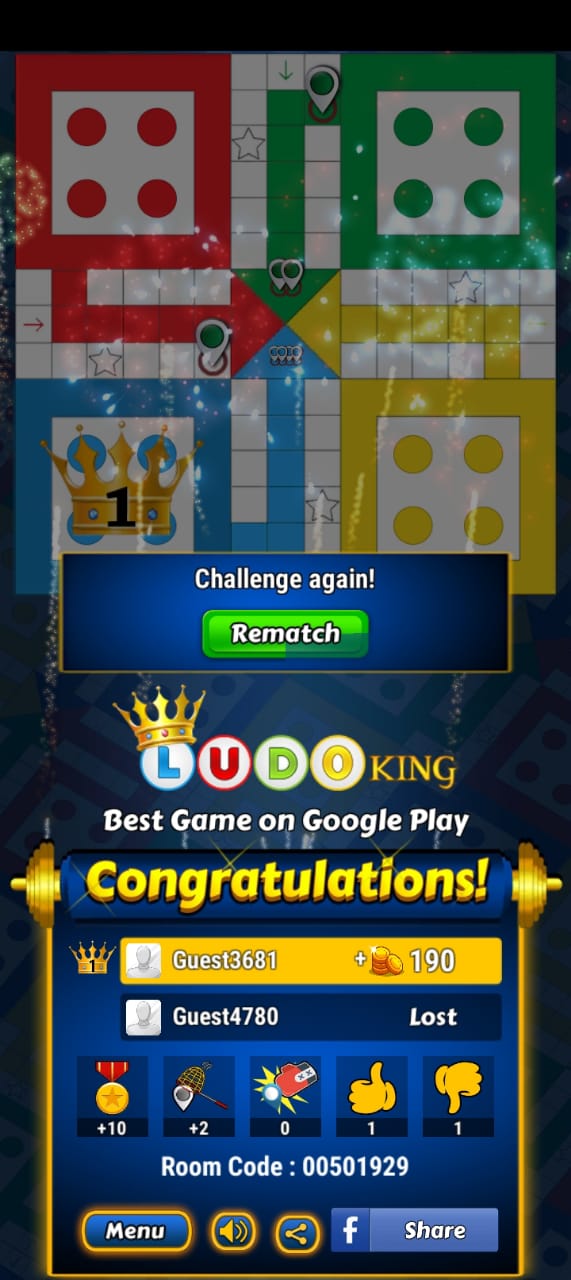 1
Challenge again!
Rematch
LUDO KING
Best Game on Google Play
Congratulations!
1 Guest3681 + 190
Guest4780 Lost
+10 +2 0 1 1
Room Code : 00501929
Menu f Share